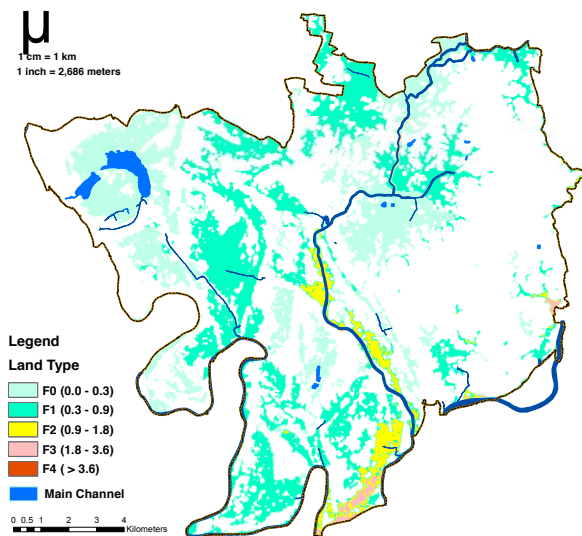 µ
1 cm = 1 km
1 inch = 2,686 meters
Legend
Land Type
F0 (0.0 - 0.3)
F1 (0.3 - 0.9)
F2 (0.9 - 1.8)
F3 (1.8 - 3.6)
F4 ( > 3.6)
Main Channel
0 0.5 1 2 3 4
Kilometers